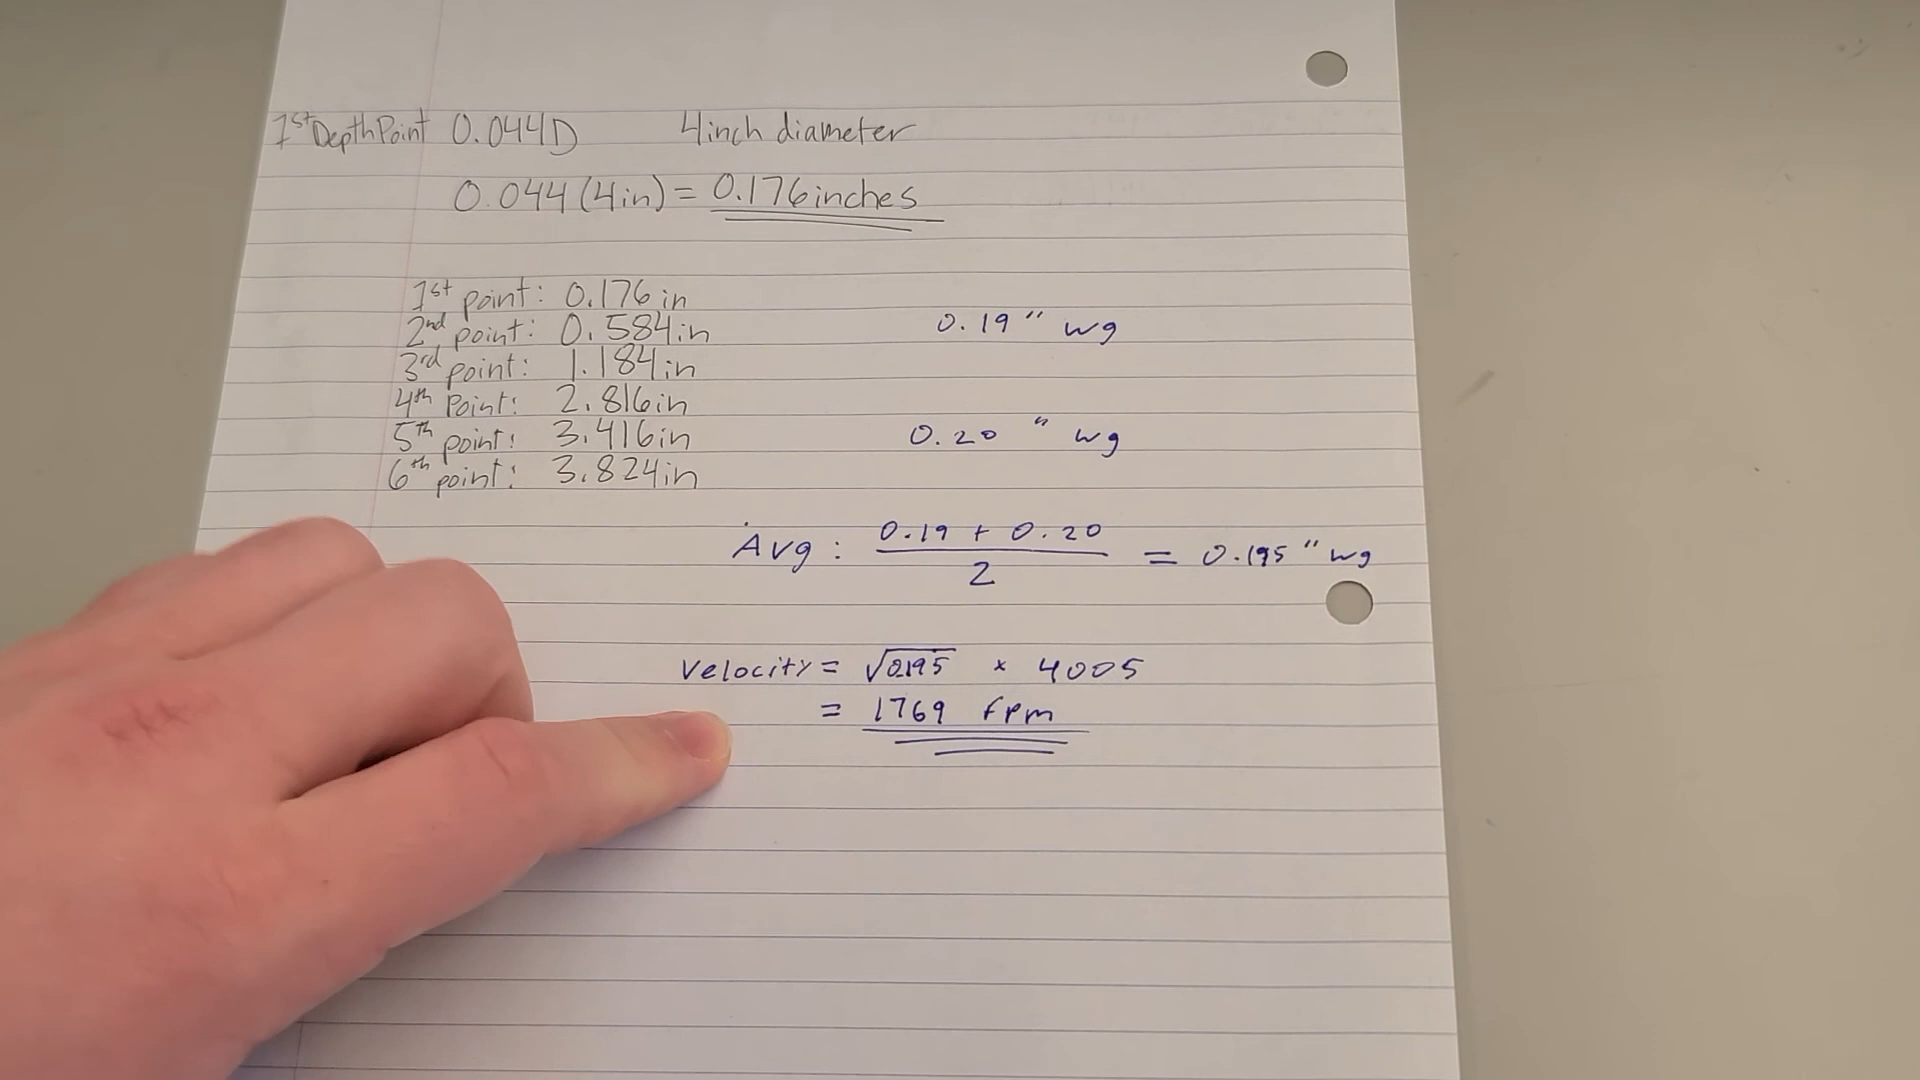 1st Depth Point 0.044D 4inch diameter
0.044(4in) = 0.176inches
1st point: 0.176in
2nd point: 0.584in 0.19" wg
3rd point: 1.184in
4th Point: 2.816in
5th point: 3.416in 0.20" wg
6th point: 3.824in
Avg: (0.19 + 0.20)/2 = 0.195" wg
Velocity = √0.195 × 4005
= 1769 fpm